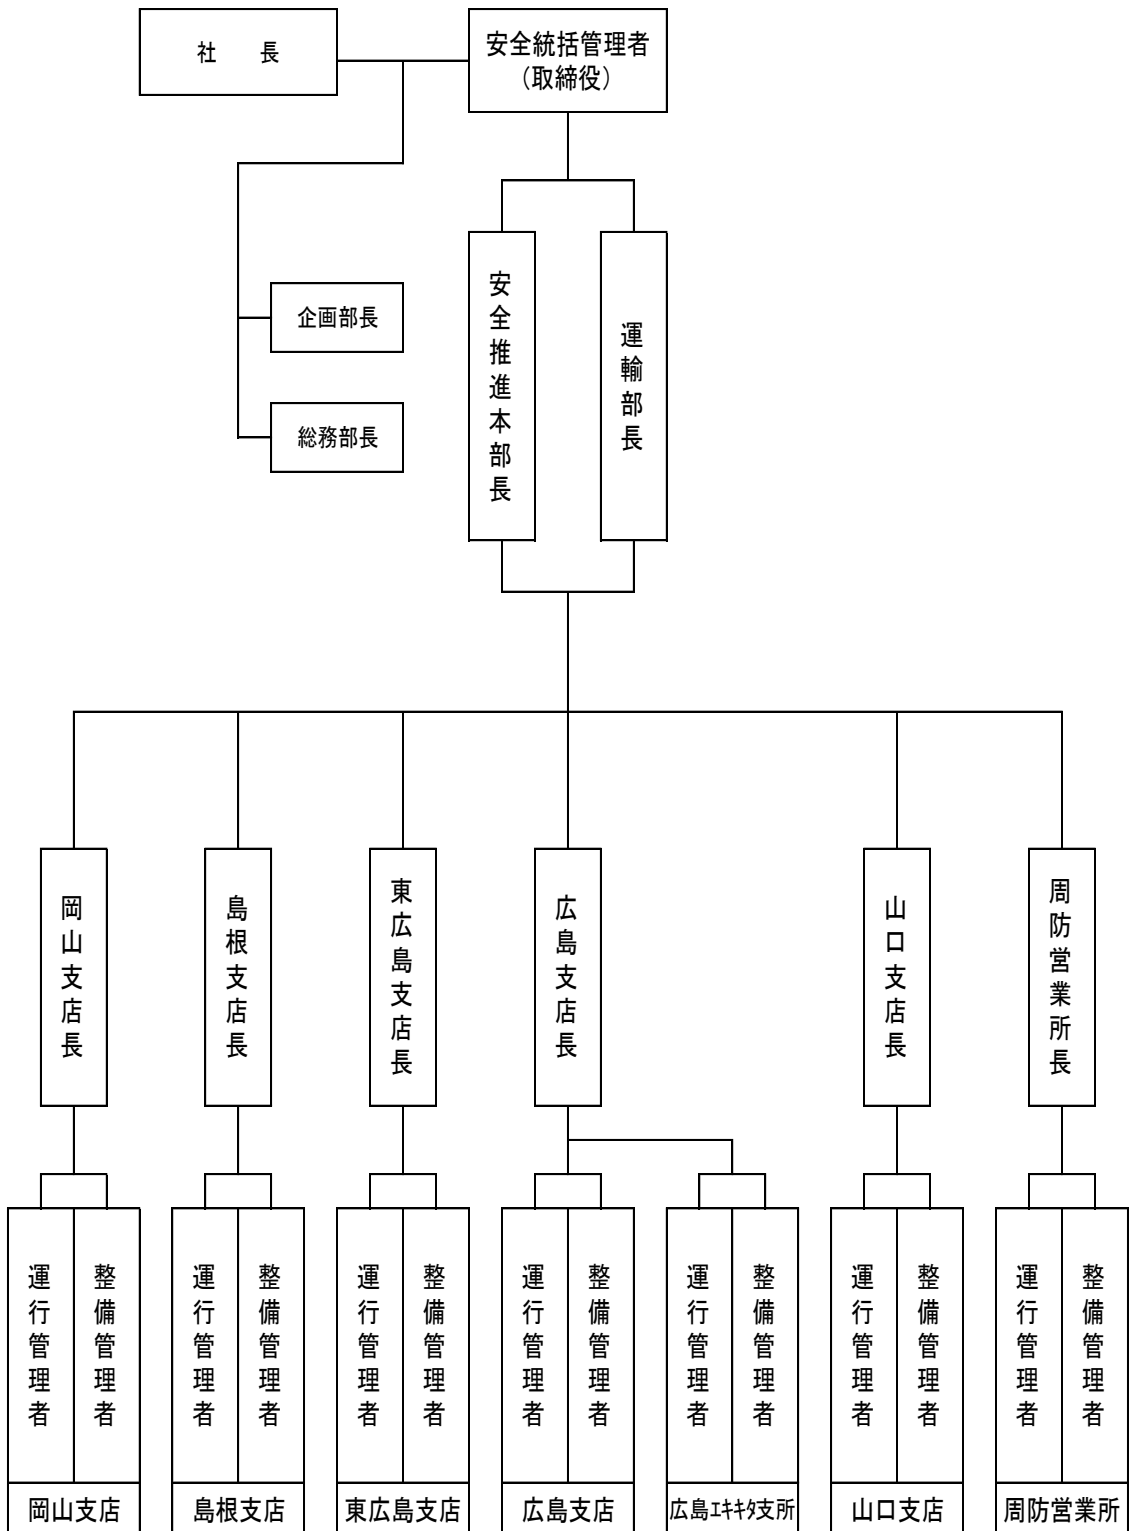 社　長
安全統括管理者
（取締役）
企画部長
総務部長
安全推進本部長
運輸部長
岡山支店長
島根支店長
東広島支店長
広島支店長
山口支店長
周防営業所長
運行管理者
整備管理者
運行管理者
整備管理者
運行管理者
整備管理者
運行管理者
整備管理者
運行管理者
整備管理者
運行管理者
整備管理者
運行管理者
整備管理者
岡山支店
島根支店
東広島支店
広島支店
広島ｴｷｷﾀ支所
山口支店
周防営業所